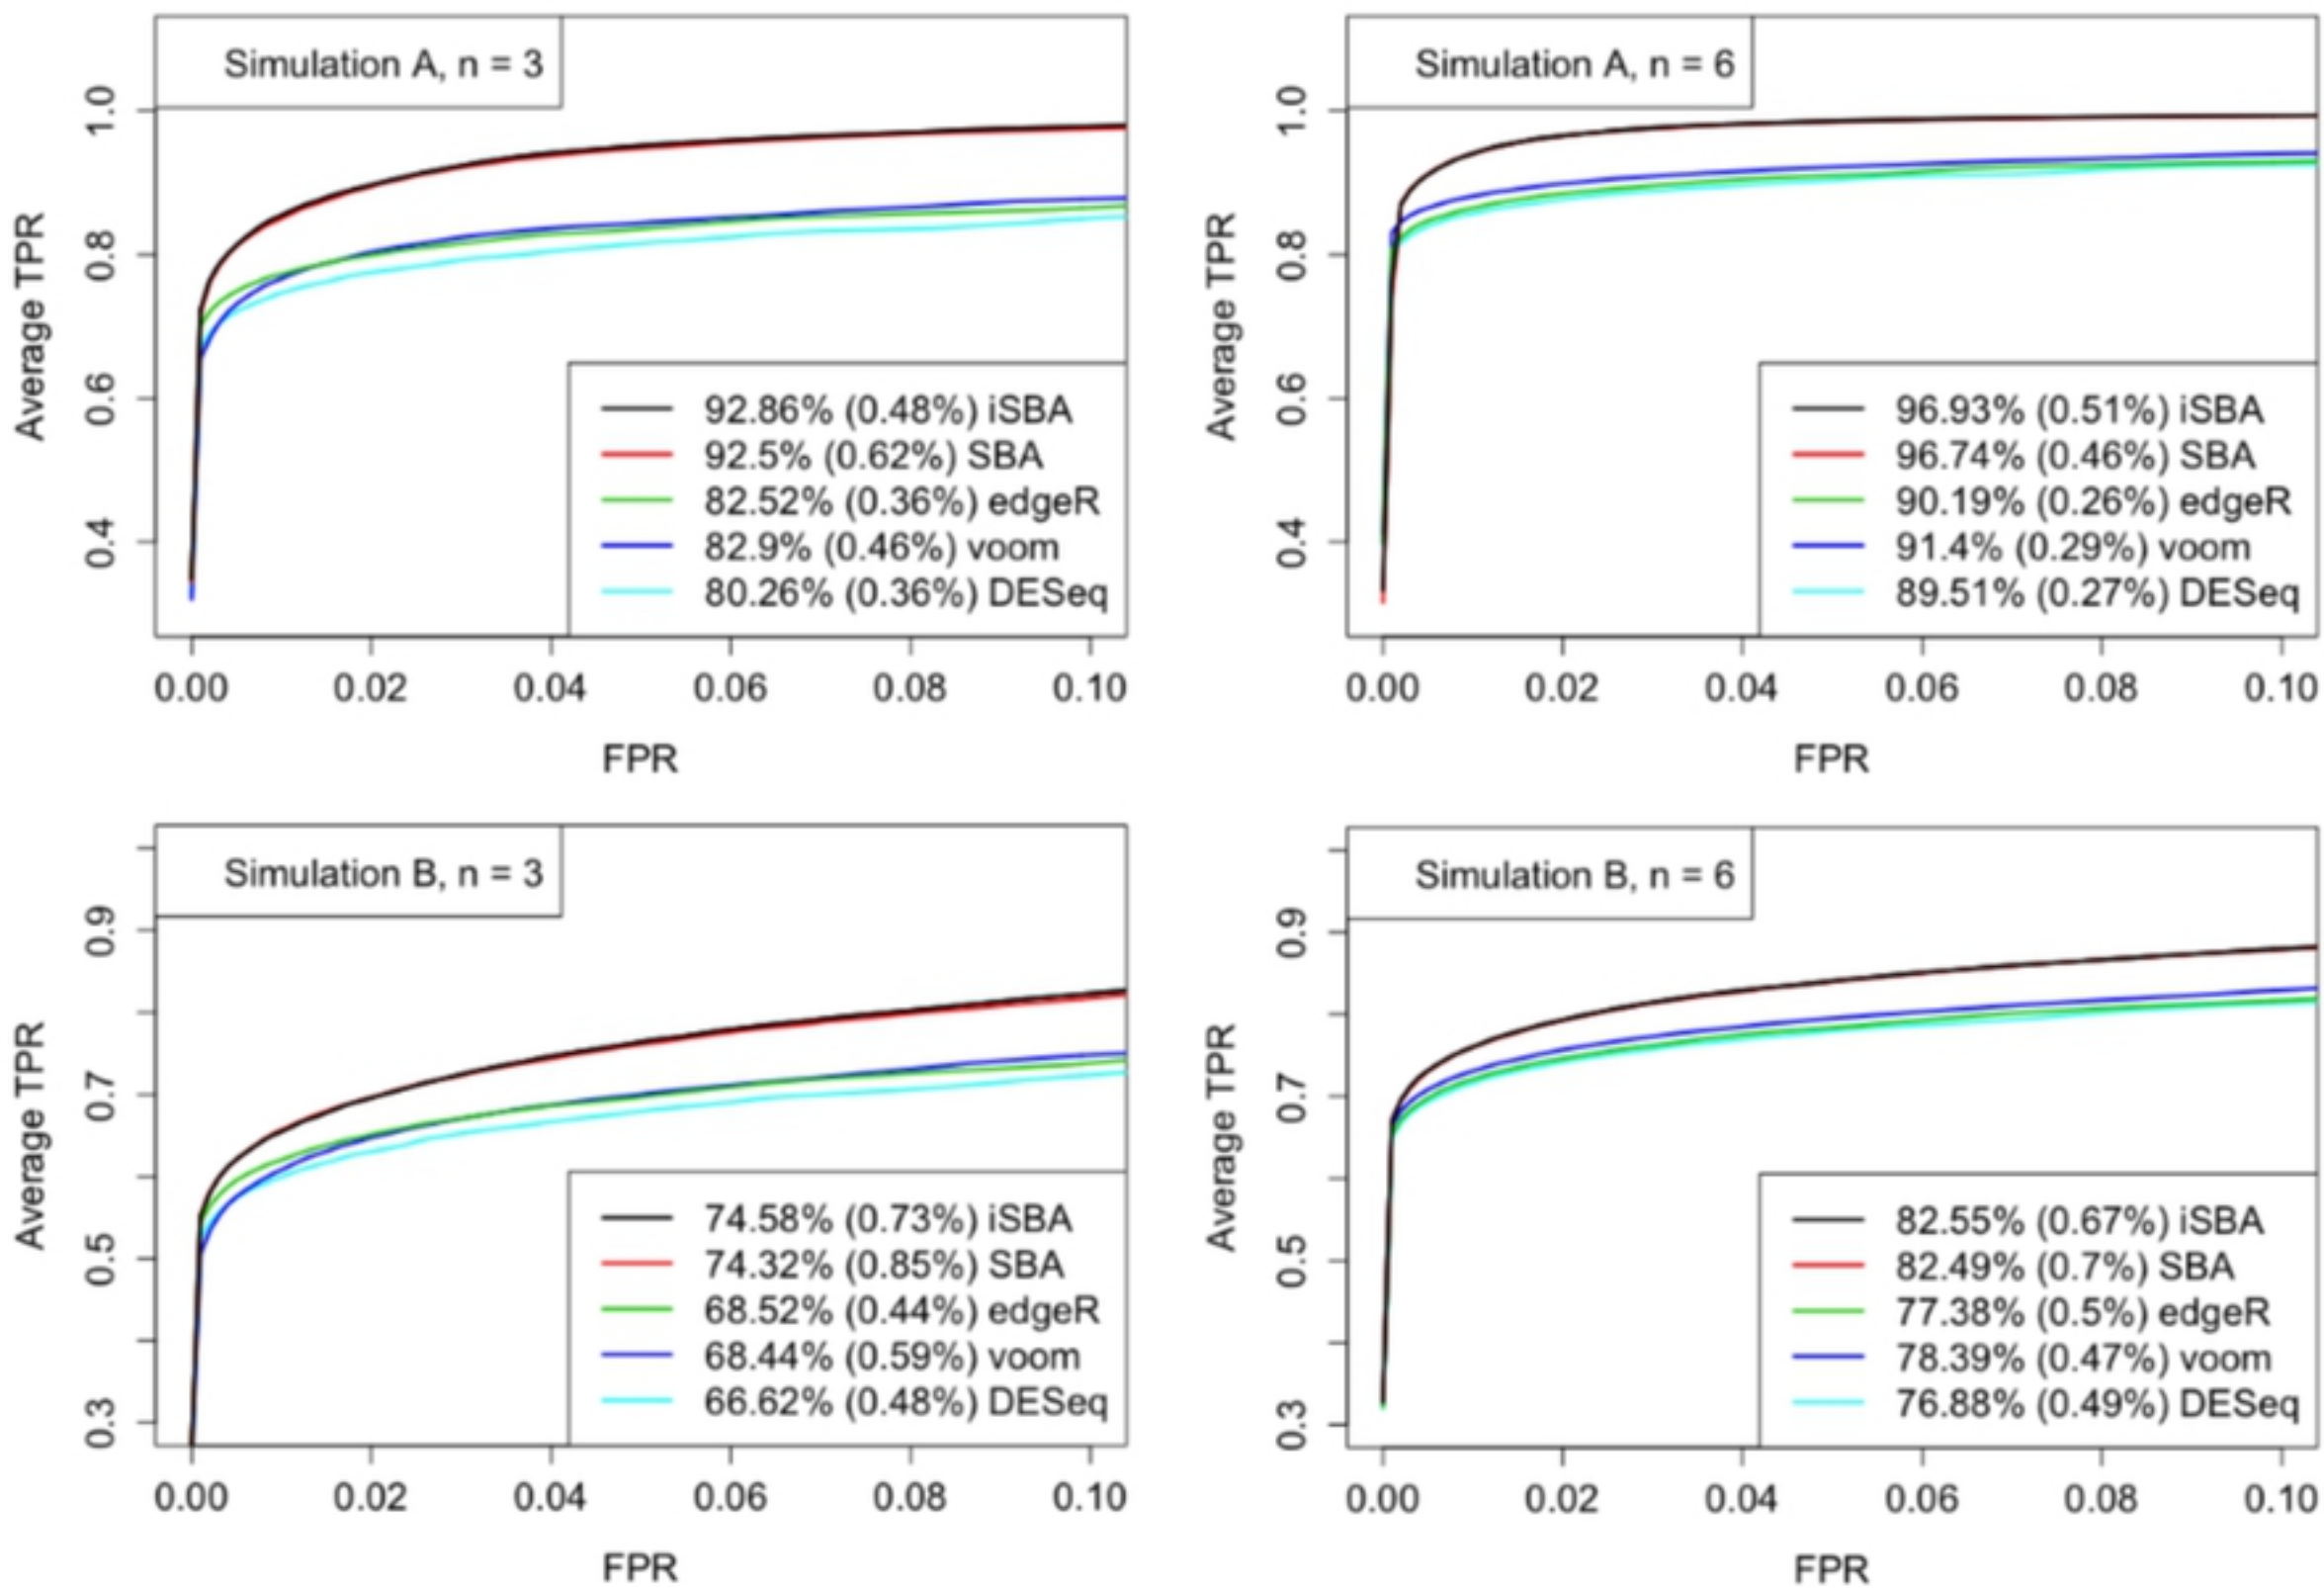 Simulation A, n = 3
Average TPR
1.0
0.8
0.6
0.4
92.86% (0.48%) iSBA
92.5% (0.62%) SBA
82.52% (0.36%) edgeR
82.9% (0.46%) voom
80.26% (0.36%) DESeq
0.00 0.02 0.04 0.06 0.08 0.10
FPR
Simulation A, n = 6
Average TPR
1.0
0.8
0.6
0.4
96.93% (0.51%) iSBA
96.74% (0.46%) SBA
90.19% (0.26%) edgeR
91.4% (0.29%) voom
89.51% (0.27%) DESeq
0.00 0.02 0.04 0.06 0.08 0.10
FPR
Simulation B, n = 3
Average TPR
0.9
0.7
0.5
0.3
74.58% (0.73%) iSBA
74.32% (0.85%) SBA
68.52% (0.44%) edgeR
68.44% (0.59%) voom
66.62% (0.48%) DESeq
0.00 0.02 0.04 0.06 0.08 0.10
FPR
Simulation B, n = 6
Average TPR
0.9
0.7
0.5
0.3
82.55% (0.67%) iSBA
82.49% (0.7%) SBA
77.38% (0.5%) edgeR
78.39% (0.47%) voom
76.88% (0.49%) DESeq
0.00 0.02 0.04 0.06 0.08 0.10
FPR